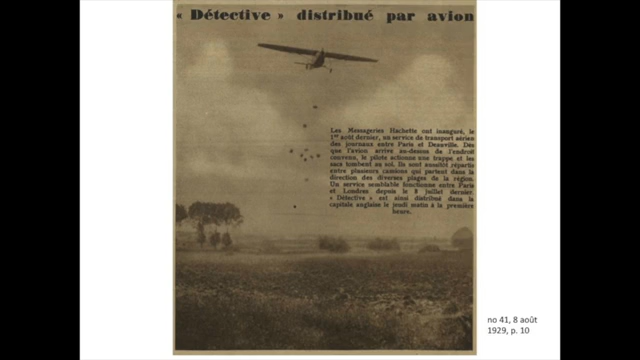 « Détective » distribué par avion
Les Messageries Hachette ont inauguré, le
1er août dernier, un service de transport aérien
des journaux entre Paris et Deauville. Dès
que l'avion arrive au-dessus de l'endroit
convenu, le pilote actionne une trappe et les
sacs tombent au sol. Ils sont aussitôt répartis
entre plusieurs camions qui partent dans la
direction des diverses plages de la région.
Un service semblable fonctionne entre Paris
et Londres depuis le 8 juillet dernier.
« Détective » est ainsi distribué dans la
capitale anglaise le jeudi matin à la première
heure.
no 41, 8 août
1929, p. 10